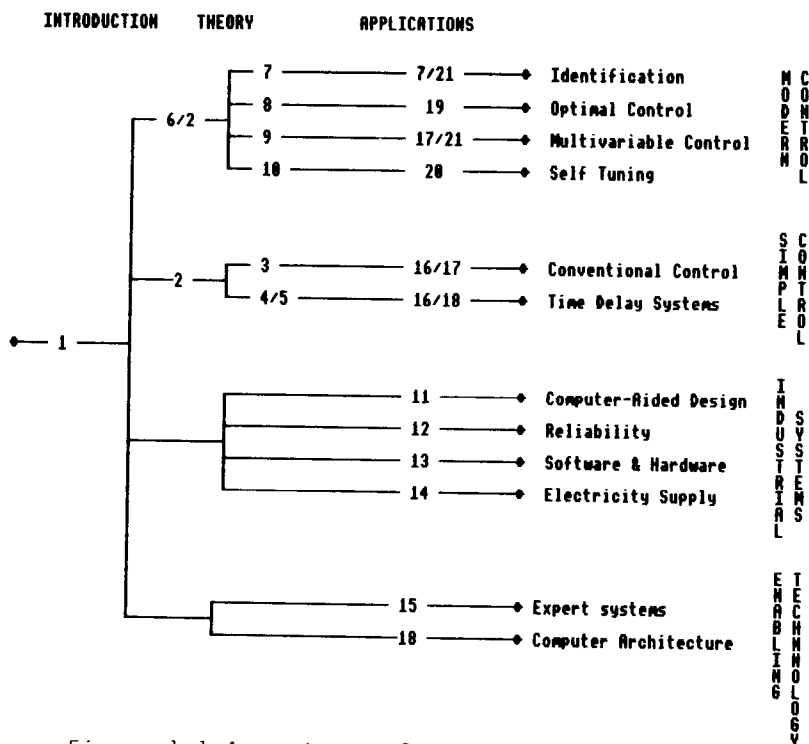 INTRODUCTION THEORY APPLICATIONS
7 7/21 Identification
8 19 Optimal Control
6/2
9 17/21 Multivariable Control
10 20 Self Tuning
MODERN CONTROL
3 16/17 Conventional Control
2
4/5 16/18 Time Delay Systems
SIMPLE CONTROL
1
11 Computer-Aided Design
12 Reliability
13 Software & Hardware
14 Electricity Supply
INDUSTRIAL SYSTEMS
15 Expert systems
18 Computer Architecture
ENABLING TECHNNOLOGY